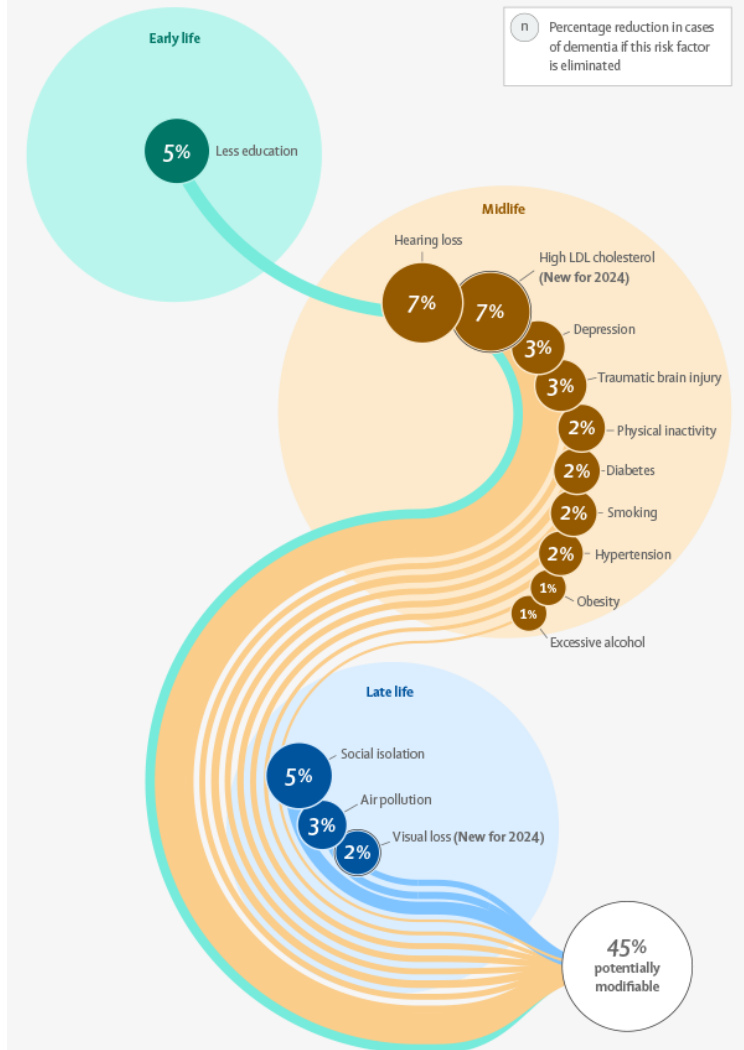 n
Percentage reduction in cases
of dementia if this risk factor
is eliminated
Early life
5%
Less education
Midlife
Hearing loss
7%
High LDL cholesterol
(New for 2024)
7%
Depression
3%
Traumatic brain injury
3%
Physical inactivity
2%
Diabetes
2%
Smoking
2%
Hypertension
2%
Obesity
1%
Excessive alcohol
1%
Late life
Social isolation
5%
Air pollution
3%
Visual loss (New for 2024)
2%
45%
potentially
modifiable